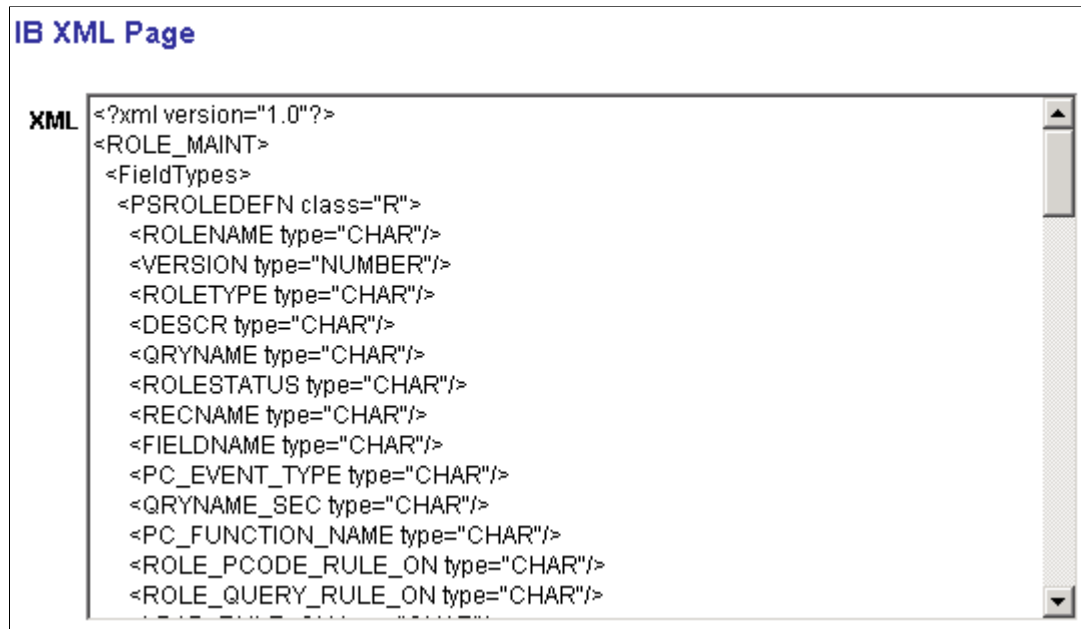 IB XML Page
XML
<?xml version="1.0"?>
<ROLE_MAINT>
<FieldTypes>
<PSROLEDEFN class="R">
<ROLENAME type="CHAR"/>
<VERSION type="NUMBER"/>
<ROLETYPE type="CHAR"/>
<DESCR type="CHAR"/>
<QRYNAME type="CHAR"/>
<ROLESTATUS type="CHAR"/>
<RECNAME type="CHAR"/>
<FIELDNAME type="CHAR"/>
<PC_EVENT_TYPE type="CHAR"/>
<QRYNAME_SEC type="CHAR"/>
<PC_FUNCTION_NAME type="CHAR"/>
<ROLE_PCODE_RULE_ON type="CHAR"/>
<ROLE_QUERY_RULE_ON type="CHAR"/>